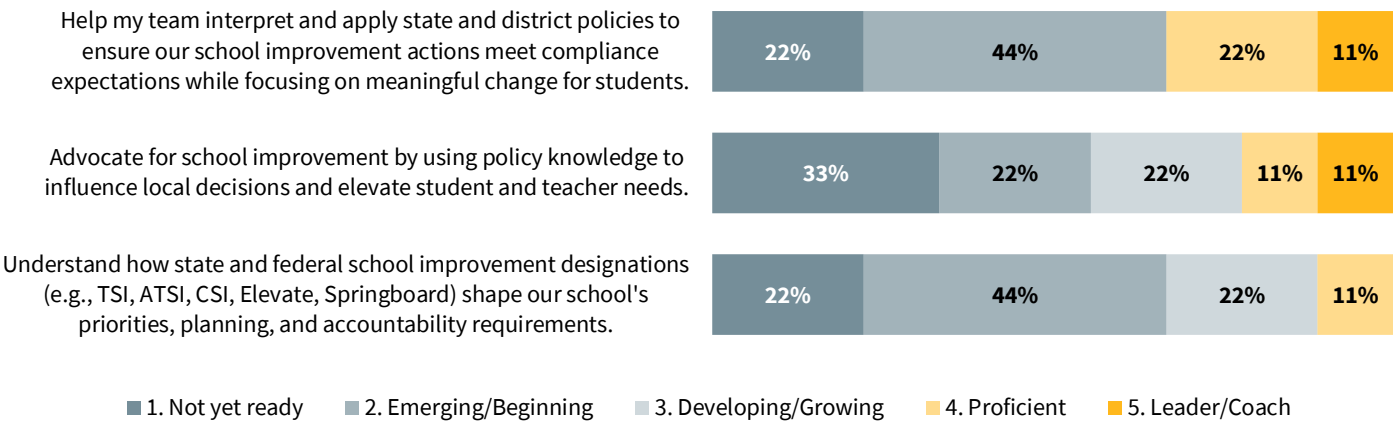 Help my team interpret and apply state and district policies to
ensure our school improvement actions meet compliance
expectations while focusing on meaningful change for students.
22% 44% 22% 11%
Advocate for school improvement by using policy knowledge to
influence local decisions and elevate student and teacher needs.
33% 22% 22% 11% 11%
Understand how state and federal school improvement designations
(e.g., TSI, ATSI, CSI, Elevate, Springboard) shape our school's
priorities, planning, and accountability requirements.
22% 44% 22% 11%
1. Not yet ready 2. Emerging/Beginning 3. Developing/Growing 4. Proficient 5. Leader/Coach